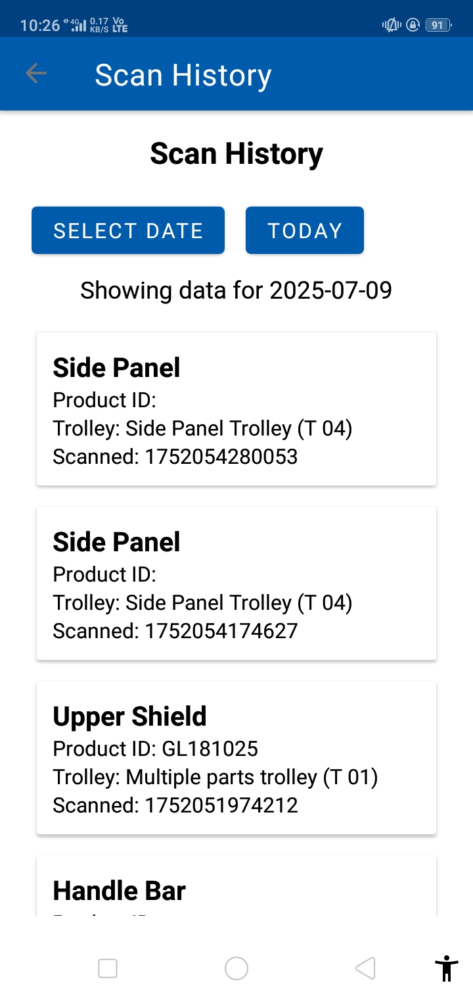 10:26 4G 0.17 KB/S Vo LTE 91
Scan History
Scan History
SELECT DATE TODAY
Showing data for 2025-07-09
Side Panel
Product ID:
Trolley: Side Panel Trolley (T 04)
Scanned: 1752054280053
Side Panel
Product ID:
Trolley: Side Panel Trolley (T 04)
Scanned: 1752054174627
Upper Shield
Product ID: GL181025
Trolley: Multiple parts trolley (T 01)
Scanned: 1752051974212
Handle Bar